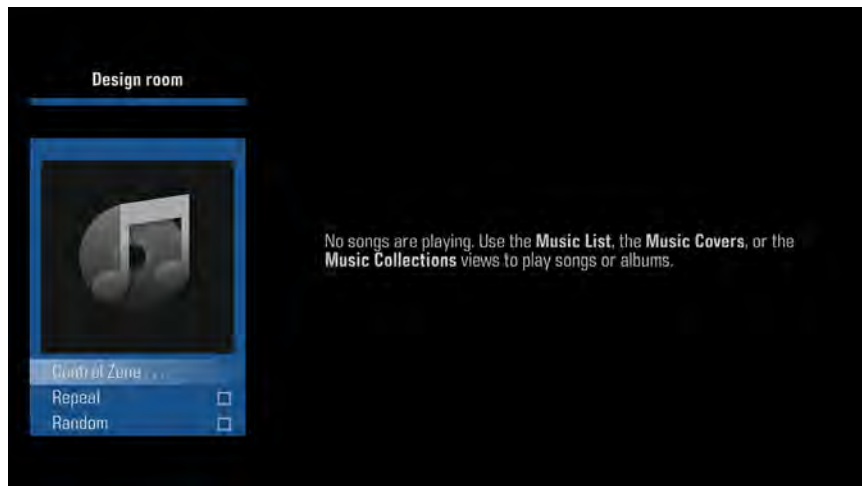 Design room
No songs are playing. Use the Music List, the Music Covers, or the
Music Collections views to play songs or albums.
Control Zone . . .
Repeat
Random